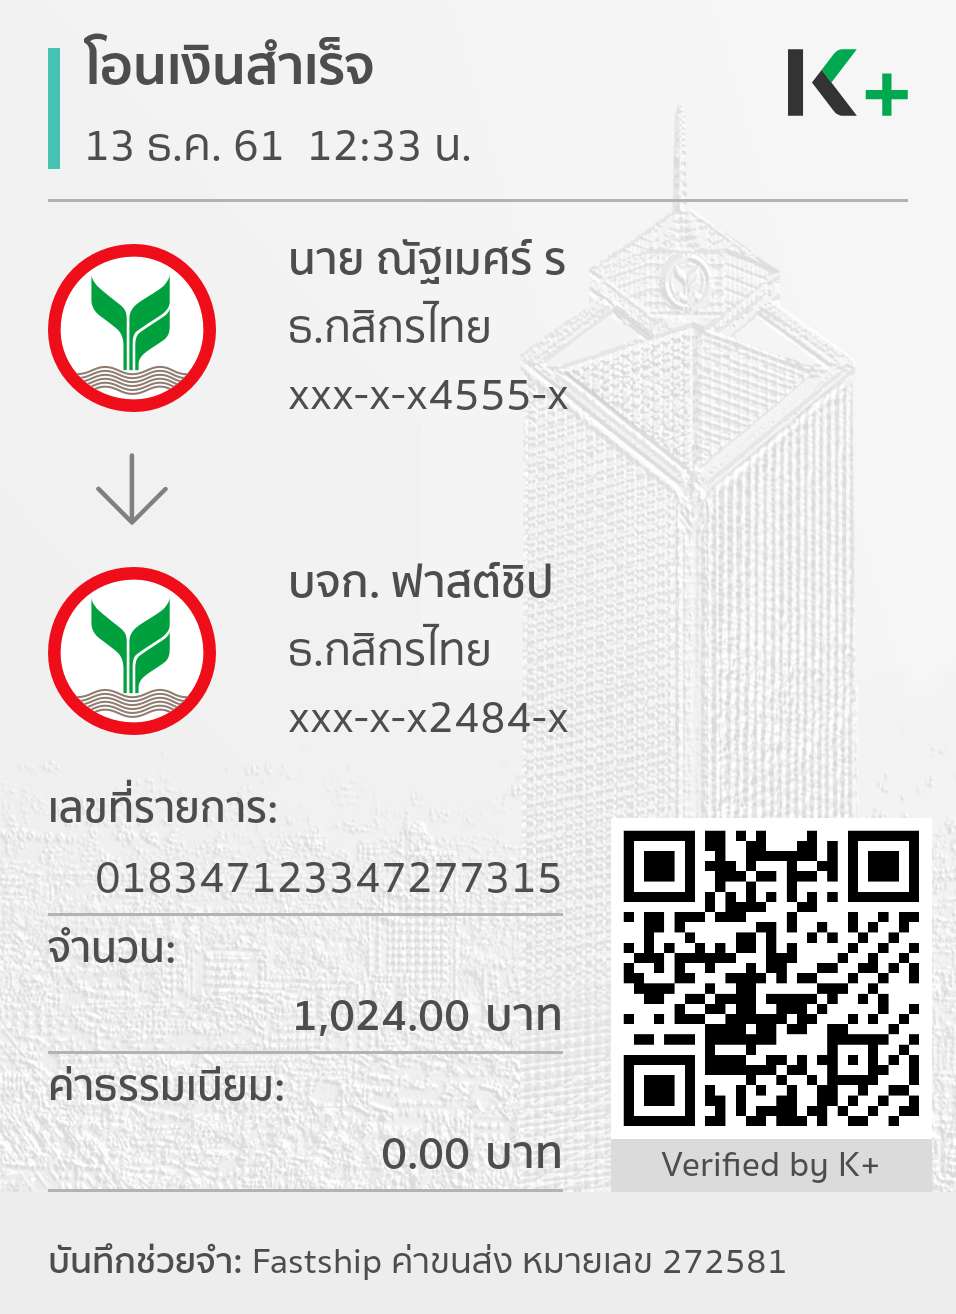 โอนเงินสำเร็จ
K+
13 ธ.ค. 61 12:33 น.
นาย ณัฐเมศร์ ร
ธ.กสิกรไทย
xxx-x-x4555-x
บจก. ฟาสต์ชิป
ธ.กสิกรไทย
xxx-x-x2484-x
เลขที่รายการ:
018347123347277315
จำนวน:
1,024.00 บาท
ค่าธรรมเนียม:
0.00 บาท
Verified by K+
บันทึกช่วยจำ: Fastship ค่าขนส่ง หมายเลข 272581